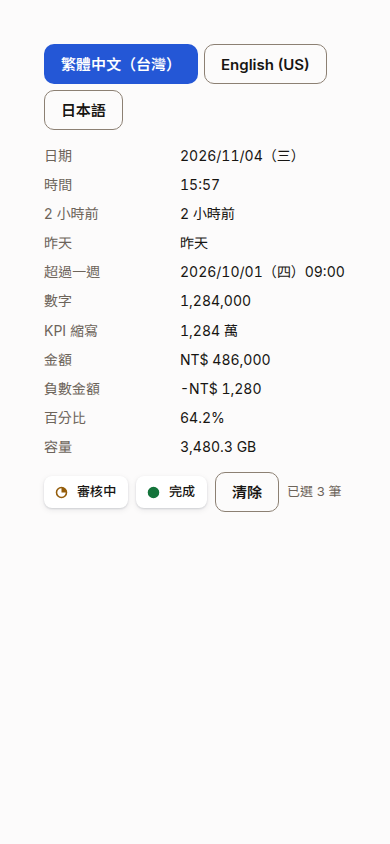 繁體中文（台灣） English (US)
日本語
日期 2026/11/04（三）
時間 15:57
2 小時前 2 小時前
昨天 昨天
超過一週 2026/10/01（四）09:00
數字 1,284,000
KPI 縮寫 1,284 萬
金額 NT$ 486,000
負數金額 -NT$ 1,280
百分比 64.2%
容量 3,480.3 GB
審核中 完成 清除 已選 3 筆